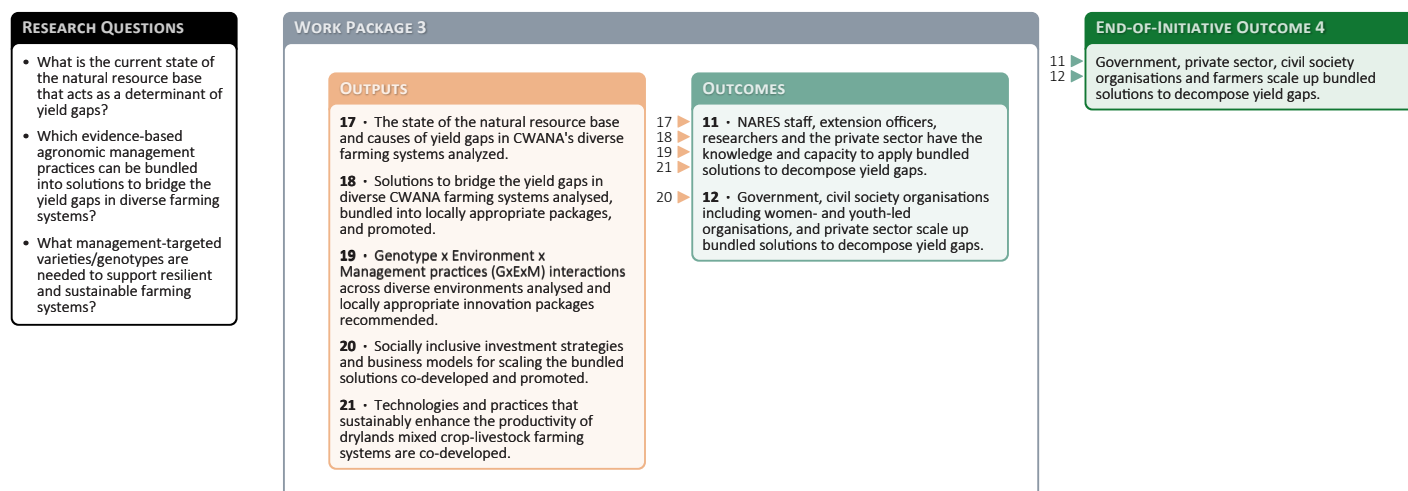 RESEARCH QUESTIONS
• What is the current state of
the natural resource base
that acts as a determinant of
yield gaps?
• Which evidence-based
agronomic management
practices can be bundled
into solutions to bridge the
yield gaps in diverse farming
systems?
• What management-targeted
varieties/genotypes are
needed to support resilient
and sustainable farming
systems?
WORK PACKAGE 3
OUTPUTS
17 · The state of the natural resource base
and causes of yield gaps in CWANA's diverse
farming systems analyzed.
18 · Solutions to bridge the yield gaps in
diverse CWANA farming systems analysed,
bundled into locally appropriate packages,
and promoted.
19 · Genotype x Environment x
Management practices (GxExM) interactions
across diverse environments analysed and
locally appropriate innovation packages
recommended.
20 · Socially inclusive investment strategies
and business models for scaling the bundled
solutions co-developed and promoted.
21 · Technologies and practices that
sustainably enhance the productivity of
drylands mixed crop-livestock farming
systems are co-developed.
17
18
19
21
20
OUTCOMES
11 · NARES staff, extension officers,
researchers and the private sector have the
knowledge and capacity to apply bundled
solutions to decompose yield gaps.
12 · Government, civil society organisations
including women- and youth-led
organisations, and private sector scale up
bundled solutions to decompose yield gaps.
11
12
END-OF-INITIATIVE OUTCOME 4
Government, private sector, civil society
organisations and farmers scale up bundled
solutions to decompose yield gaps.